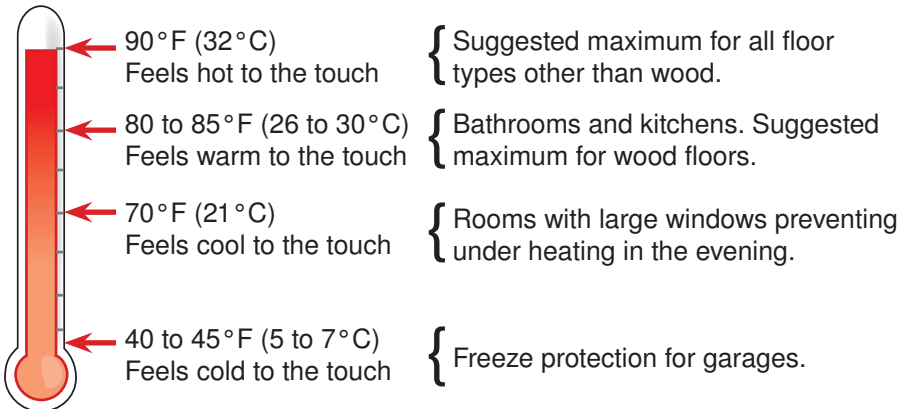 90°F (32°C)
Feels hot to the touch
Suggested maximum for all floor
types other than wood.
80 to 85°F (26 to 30°C)
Feels warm to the touch
Bathrooms and kitchens. Suggested
maximum for wood floors.
70°F (21°C)
Feels cool to the touch
Rooms with large windows preventing
under heating in the evening.
40 to 45°F (5 to 7°C)
Feels cold to the touch
Freeze protection for garages.